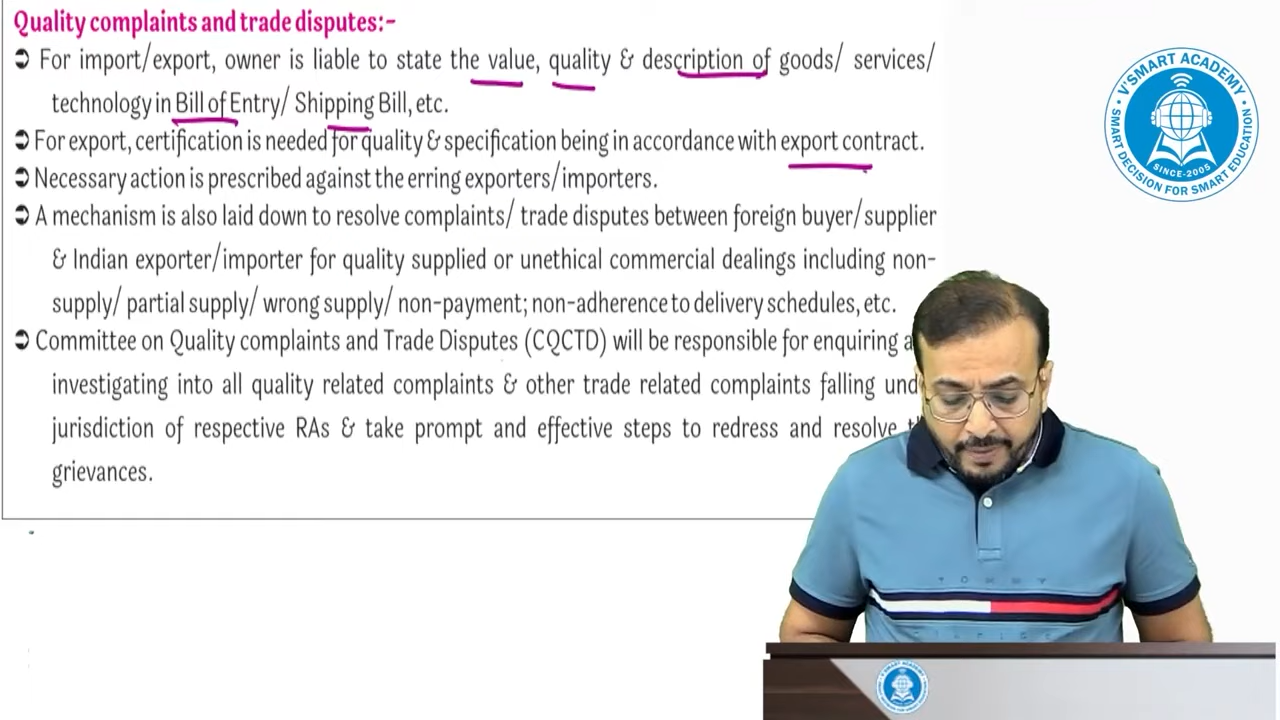 Quality complaints and trade disputes:-
➲ For import/export, owner is liable to state the value, quality & description of goods/ services/
technology in Bill of Entry/ Shipping Bill, etc.
➲ For export, certification is needed for quality & specification being in accordance with export contract.
➲ Necessary action is prescribed against the erring exporters/importers.
➲ A mechanism is also laid down to resolve complaints/ trade disputes between foreign buyer/supplier
& Indian exporter/importer for quality supplied or unethical commercial dealings including non-
supply/ partial supply/ wrong supply/ non-payment; non-adherence to delivery schedules, etc.
➲ Committee on Quality complaints and Trade Disputes (CQCTD) will be responsible for enquiring
investigating into all quality related complaints & other trade related complaints falling
jurisdiction of respective RAs & take prompt and effective steps to redress and resolve
grievances.
V'SMART ACADEMY
SINCE-2005
SMART DECISION FOR SMART EDUCATION
TOMMY